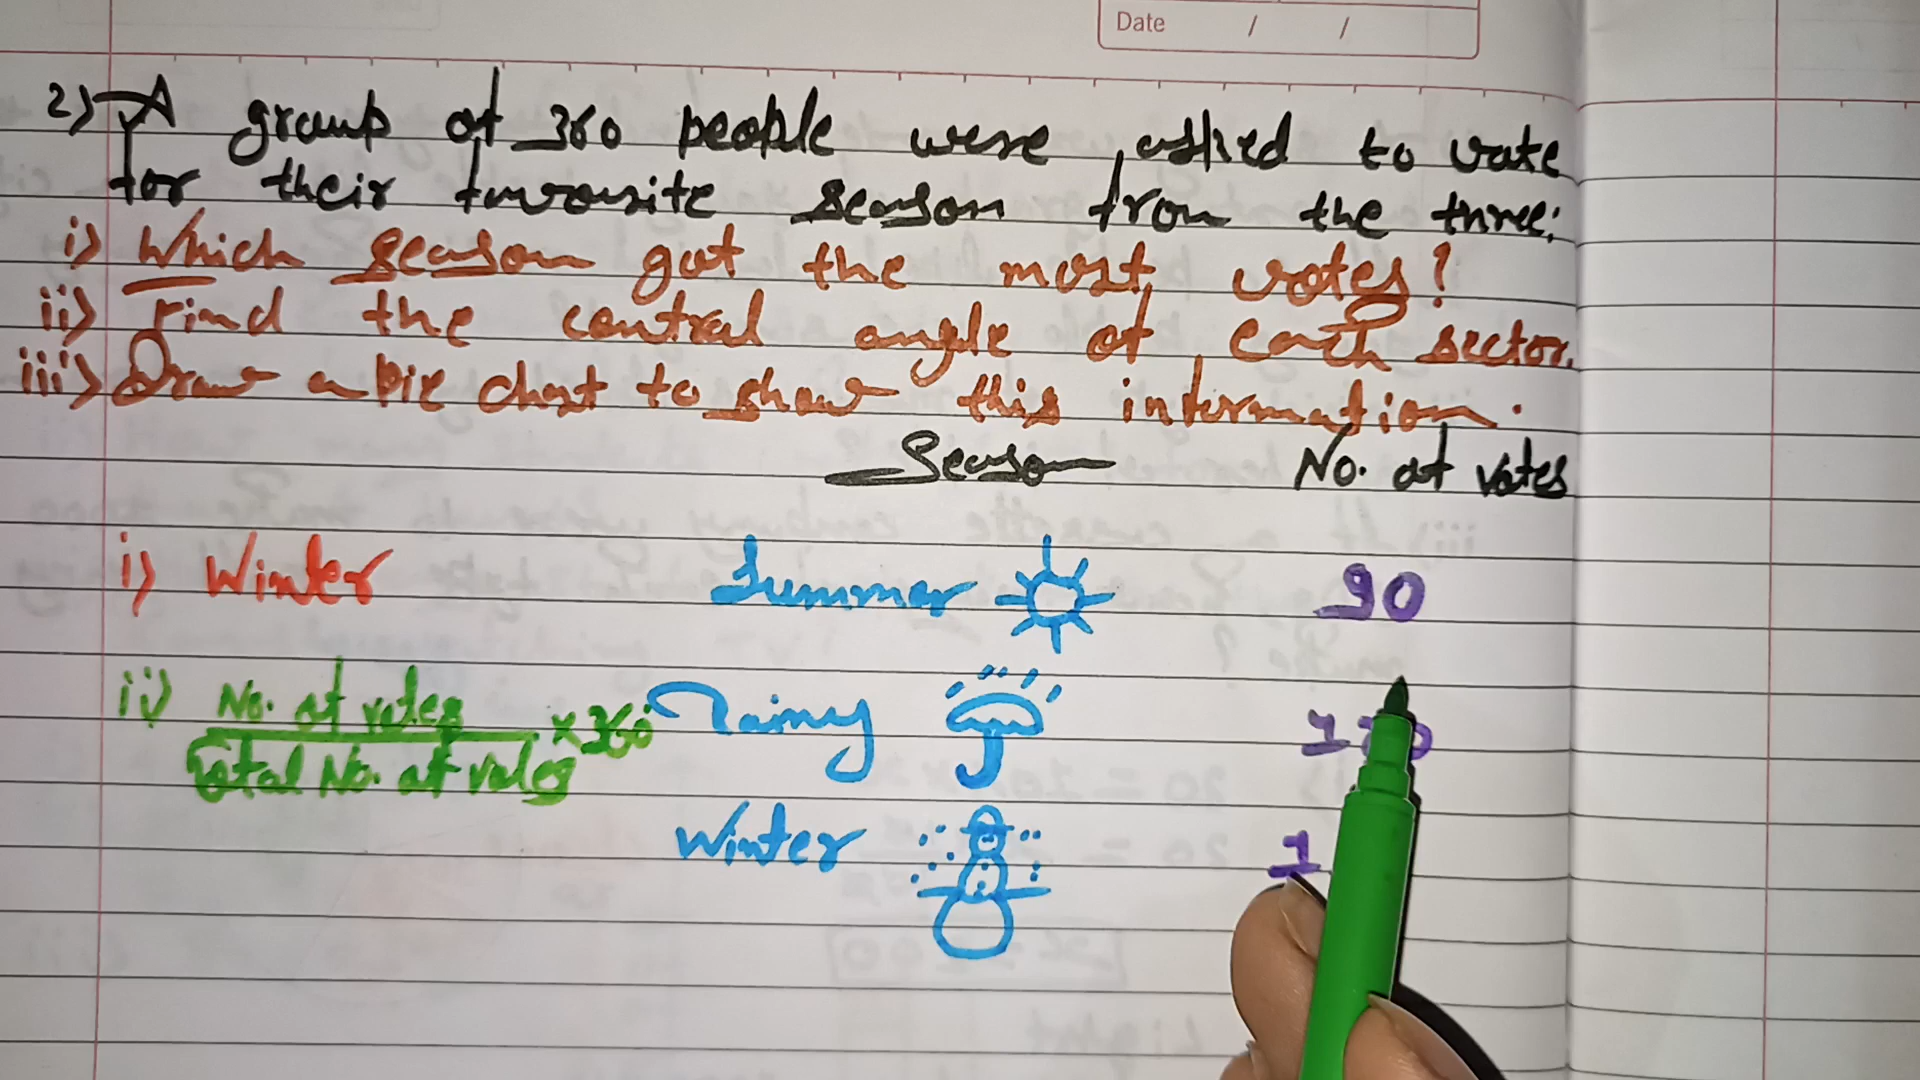 Date / /
2) A group of 360 people were asked to vote
for their favourite season from the three:
i) Which season got the most votes?
ii) Find the central angle of each sector.
iii) Draw a pie chart to show this information.
Season No. of votes
i) Winter Summer 90
ii) No. of votes × 360° Rainy
Total No. of votes
Winter